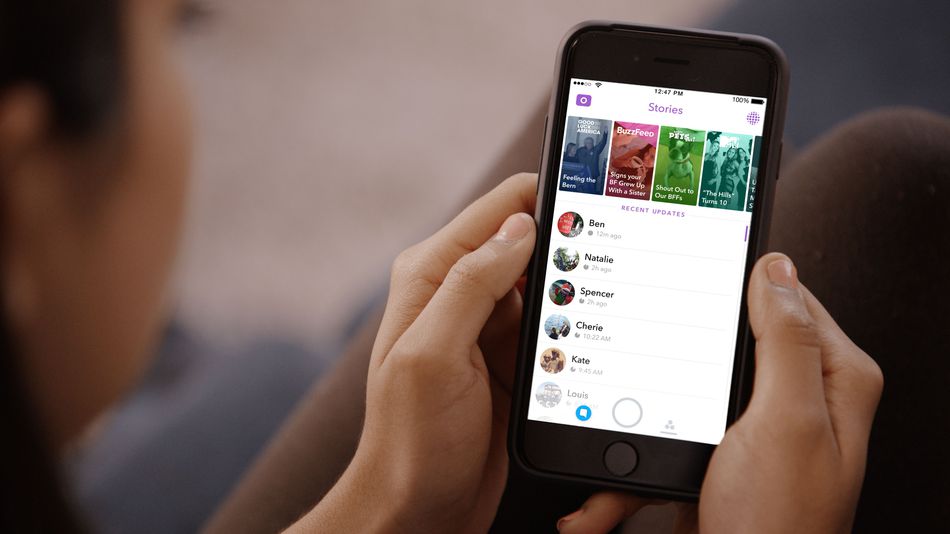 12:47 PM
100%
Stories
GOOD
LUCK
AMERICA
Feeling the
Bern
BuzzFeed
Signs your
BF Grew Up
With a Sister
PETS
Shout Out to
Our BFFs
"The Hills"
Turns 10
RECENT UPDATES
Ben
12m ago
Natalie
2h ago
Spencer
2h ago
Cherie
10:22 AM
Kate
9:45 AM
Louis